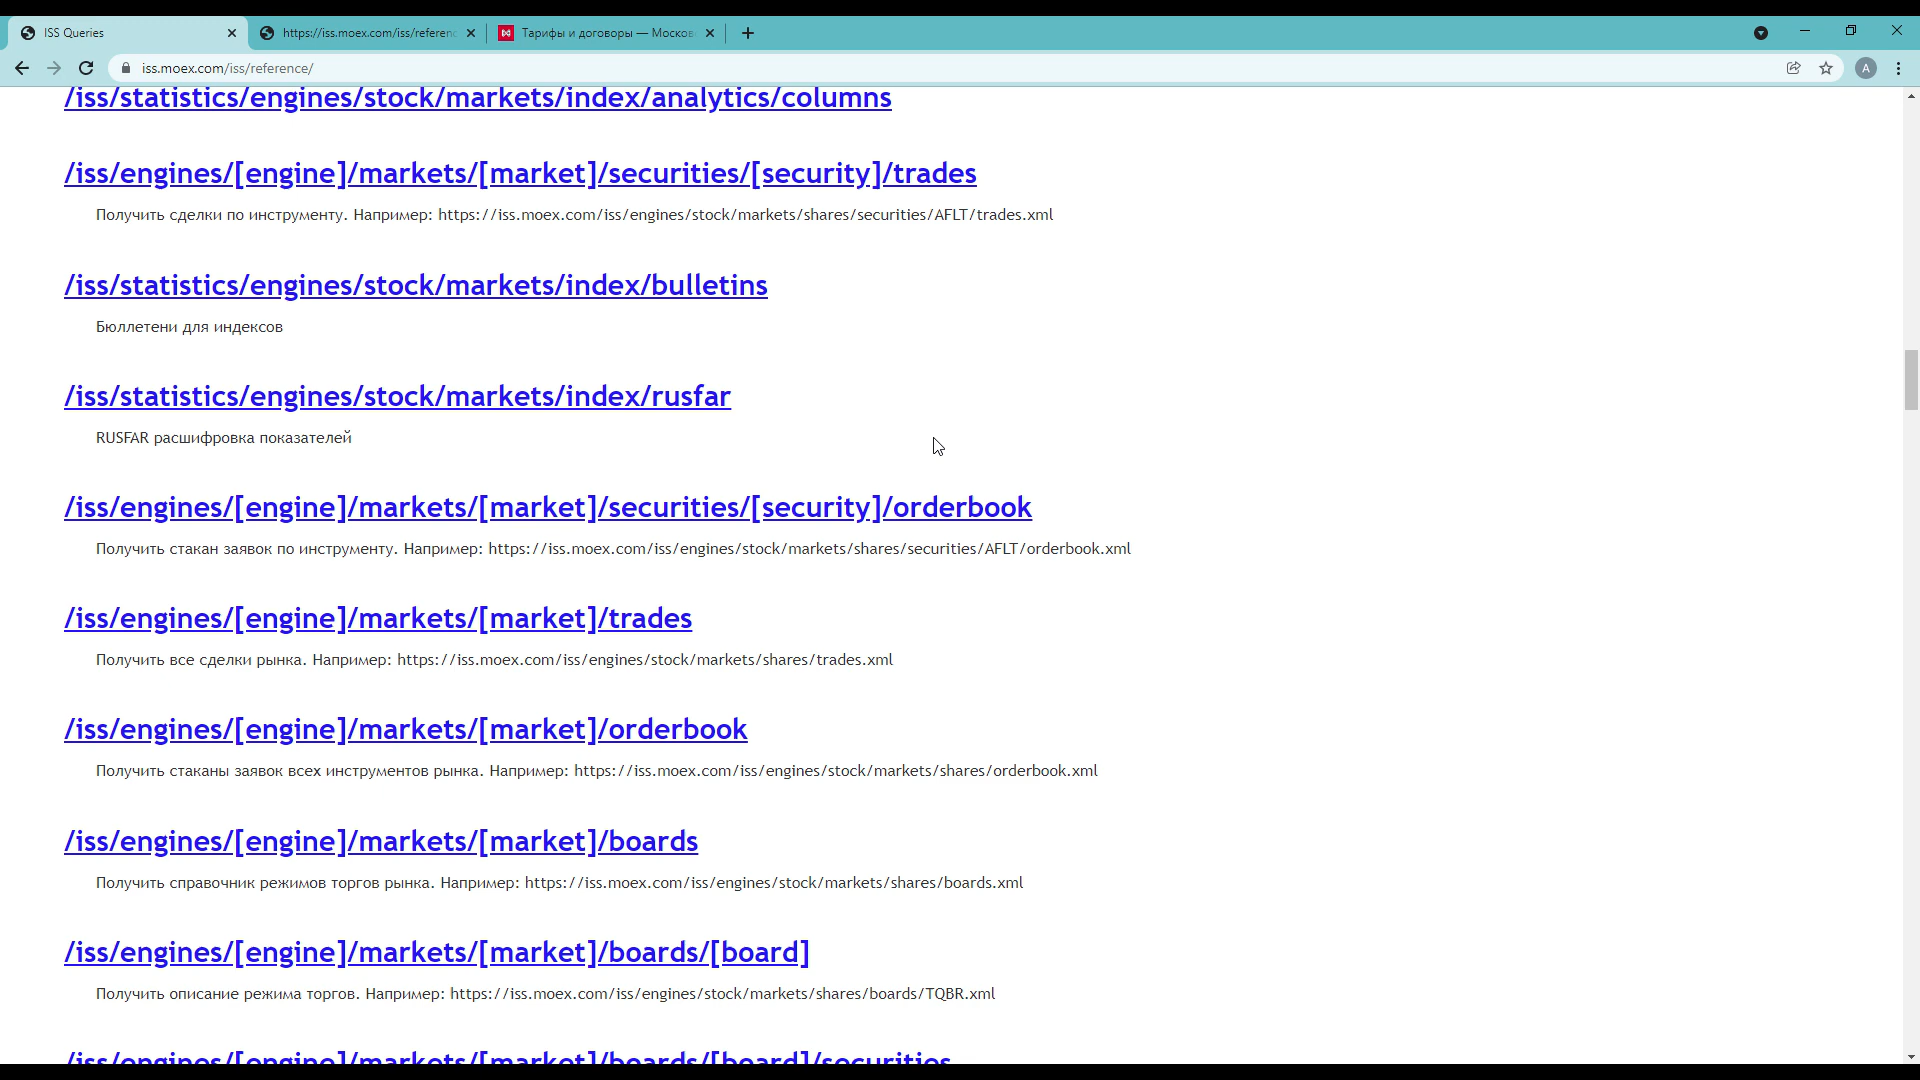 ISS Queries
https://iss.moex.com/iss/referenc
Тарифы и договоры — Москов
iss.moex.com/iss/reference/
A
/iss/statistics/engines/stock/markets/index/analytics/columns
/iss/engines/[engine]/markets/[market]/securities/[security]/trades
Получить сделки по инструменту. Например: https://iss.moex.com/iss/engines/stock/markets/shares/securities/AFLT/trades.xml
/iss/statistics/engines/stock/markets/index/bulletins
Бюллетени для индексов
/iss/statistics/engines/stock/markets/index/rusfar
RUSFAR расшифровка показателей
/iss/engines/[engine]/markets/[market]/securities/[security]/orderbook
Получить стакан заявок по инструменту. Например: https://iss.moex.com/iss/engines/stock/markets/shares/securities/AFLT/orderbook.xml
/iss/engines/[engine]/markets/[market]/trades
Получить все сделки рынка. Например: https://iss.moex.com/iss/engines/stock/markets/shares/trades.xml
/iss/engines/[engine]/markets/[market]/orderbook
Получить стаканы заявок всех инструментов рынка. Например: https://iss.moex.com/iss/engines/stock/markets/shares/orderbook.xml
/iss/engines/[engine]/markets/[market]/boards
Получить справочник режимов торгов рынка. Например: https://iss.moex.com/iss/engines/stock/markets/shares/boards.xml
/iss/engines/[engine]/markets/[market]/boards/[board]
Получить описание режима торгов. Например: https://iss.moex.com/iss/engines/stock/markets/shares/boards/TQBR.xml
/iss/engines/[engine]/markets/[market]/boards/[board]/securities